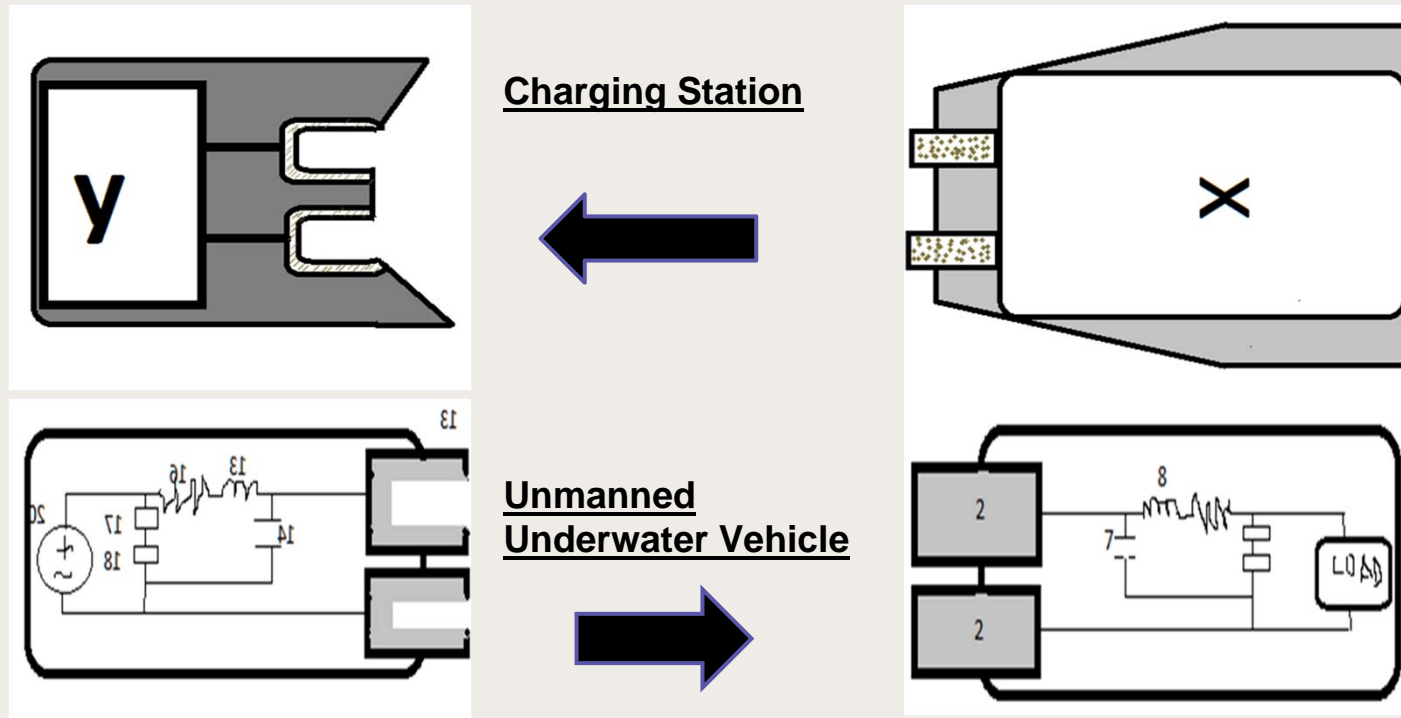 y
Charging Station
X
13
20
16
13
17
14
18
Unmanned
Underwater Vehicle
2
8
7
LOAD
2